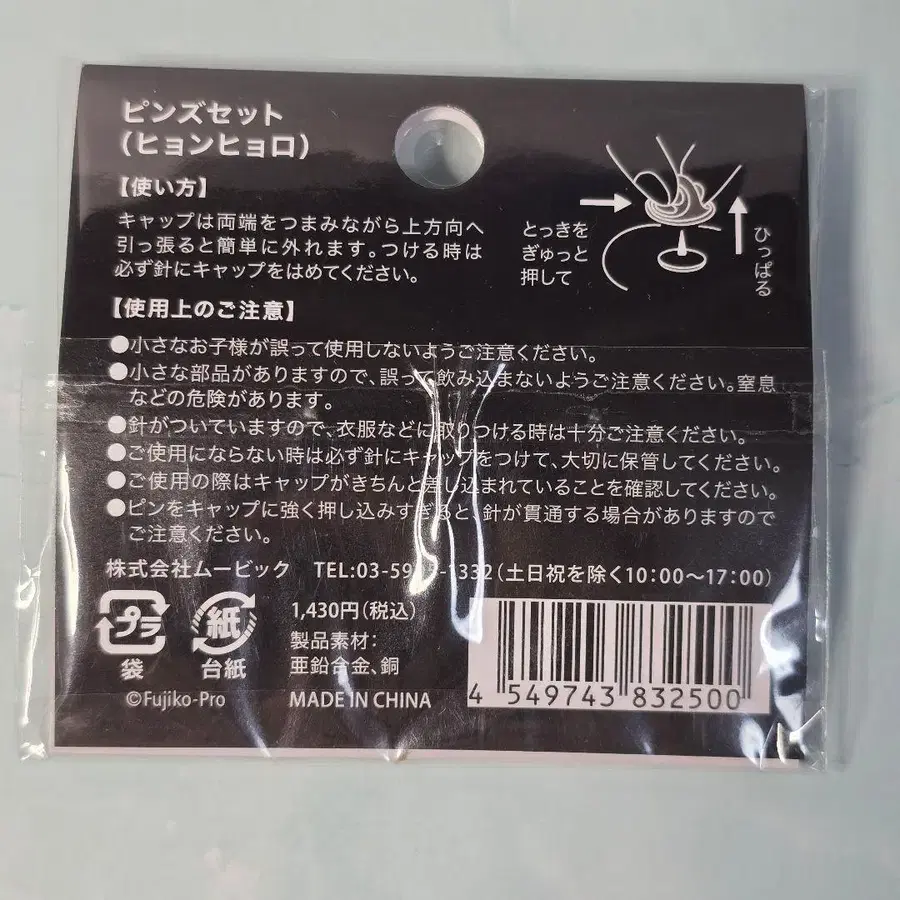 ピンズセット
(ヒョンヒョロ)
【使い方】
キャップは両端をつまみながら上方向へ
引っ張ると簡単に外れます。つける時は
必ず針にキャップをはめてください。
とっきを
ぎゅっと
押して
ひっぱる
【使用上のご注意】
●小さなお子様が誤って使用しないようご注意ください。
●小さな部品がありますので、誤って飲み込まないようご注意ください。窒息
などの危険があります。
●針がついていますので、衣服などに取りつける時は十分ご注意ください。
●ご使用にならない時は必ず針にキャップをつけて、大切に保管してください。
●ご使用の際はキャップがきちんと差し込まれていることを確認してください。
●ピンをキャップに強く押し込みすぎると、針が貫通する場合がありますので
ご注意ください。
株式会社ムービック TEL:03-59 -1332(土日祝を除く10:00~17:00)
プラ
袋
紙
台紙
1,430円(税込)
製品素材:
亜鉛合金、銅
©Fujiko-Pro
MADE IN CHINA
4 549743 832500